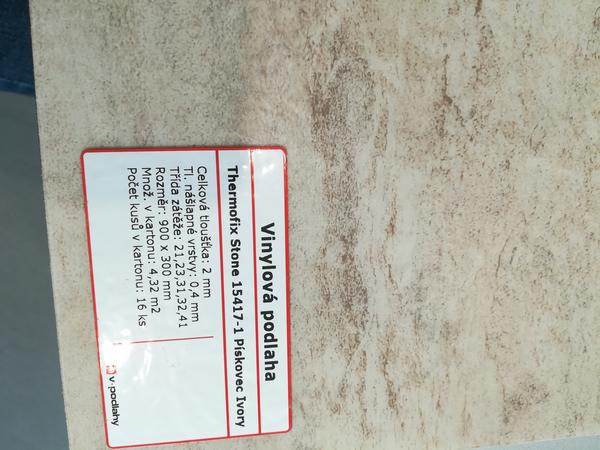 Vinylová podlaha
Thermofix Stone 15417-1 Pískovec Ivory
Celková tloušťka: 2 mm
Tl. nášlapné vrstvy: 0,4 mm
Třída zátěže: 21,23,31,32,41
Rozměr: 900 x 300 mm
Množ. v kartonu: 4,32 m2
Počet kusů v kartonu: 16 ks
v-podlahy